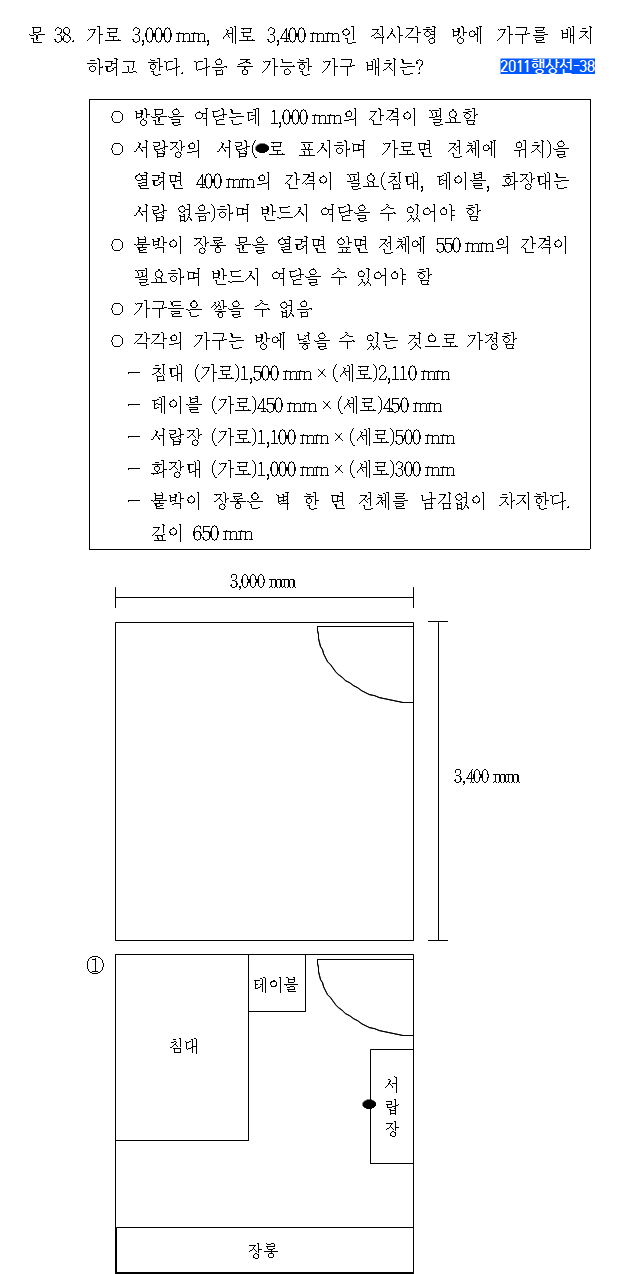 문 38. 가로 3,000 mm, 세로 3,400 mm인 직사각형 방에 가구를 배치
하려고 한다. 다음 중 가능한 가구 배치는? 2011행상선-38
○ 방문을 여닫는데 1,000 mm의 간격이 필요함
○ 서랍장의 서랍(●로 표시하며 가로면 전체에 위치)을
열려면 400 mm의 간격이 필요(침대, 테이블, 화장대는
서랍 없음)하며 반드시 여닫을 수 있어야 함
○ 붙박이 장롱 문을 열려면 앞면 전체에 550 mm의 간격이
필요하며 반드시 여닫을 수 있어야 함
○ 가구들은 쌓을 수 없음
○ 각각의 가구는 방에 넣을 수 있는 것으로 가정함
- 침대 (가로)1,500 mm × (세로)2,110 mm
- 테이블 (가로)450 mm × (세로)450 mm
- 서랍장 (가로)1,100 mm × (세로)500 mm
- 화장대 (가로)1,000 mm × (세로)300 mm
- 붙박이 장롱은 벽 한 면 전체를 남김없이 차지한다.
깊이 650 mm
3,000 mm
3,400 mm
①
테이블
침대
서
랍
장
장롱